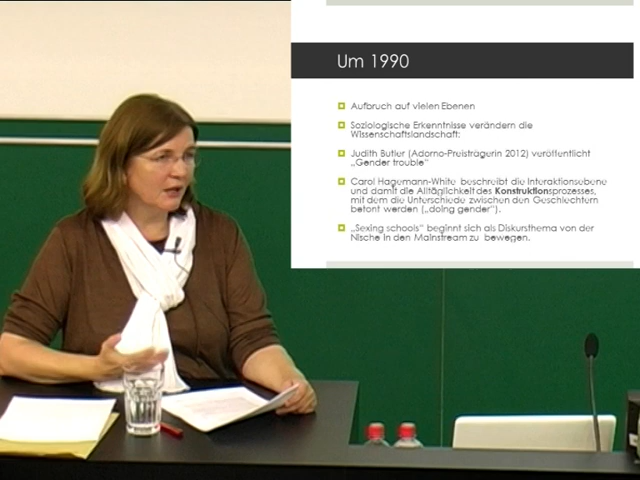 Um 1990
Aufbruch auf vielen Ebenen
Soziologische Erkenntnisse verändern die
Wissenschaftslandschaft:
Judith Butler (Adorno-Preisträgerin 2012) veröffentlicht
„Gender trouble“
Carol Hagemann-White beschreibt die Interaktionsebene
und damit die Alltäglichkeit des Konstruktionsprozesses,
mit dem die Unterschiede zwischen den Geschlechtern
betont werden („doing gender“).
„Sexing schools“ beginnt sich als Diskursthema von der
Nische in den Mainstream zu bewegen.